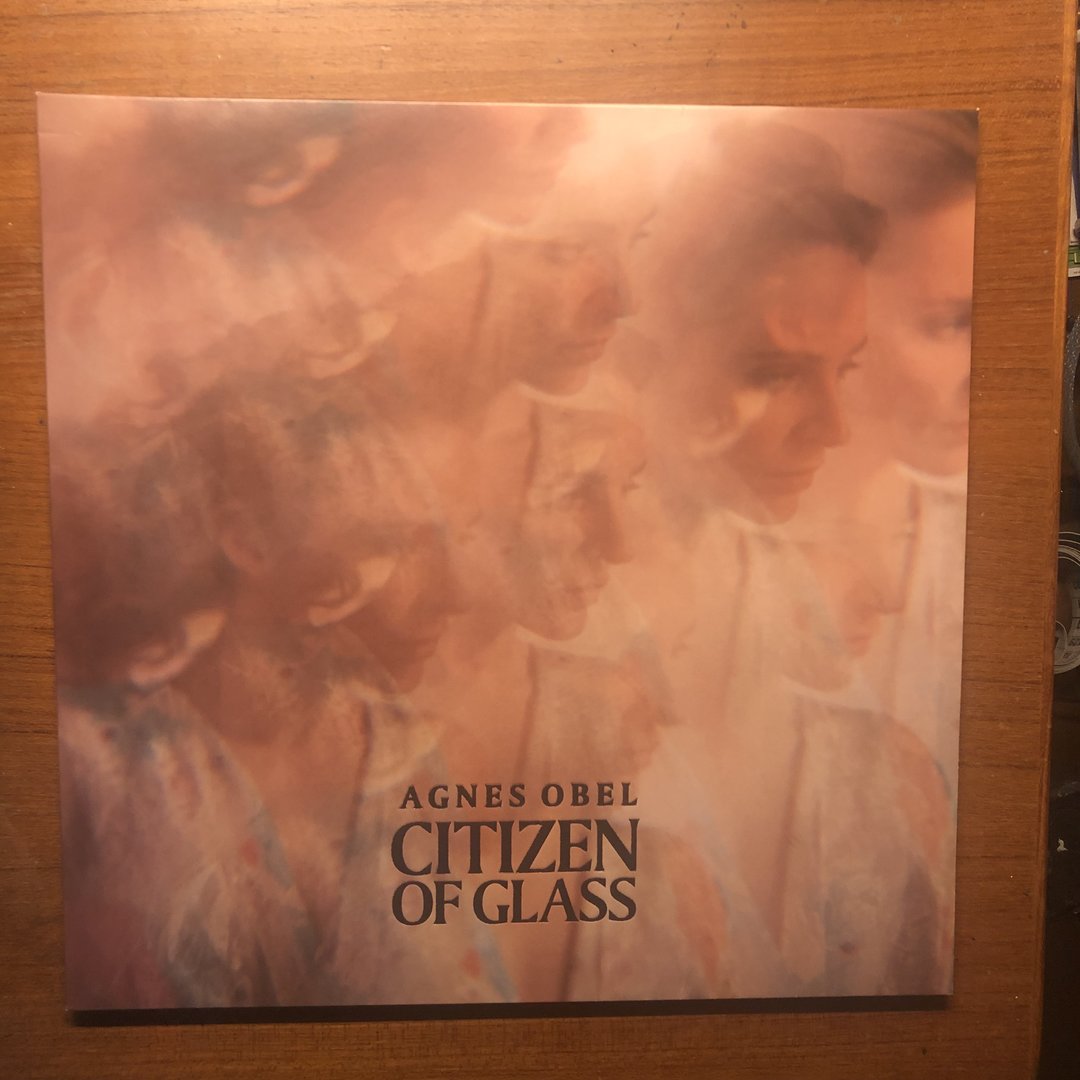 AGNES OBEL
CITIZEN
OF GLASS